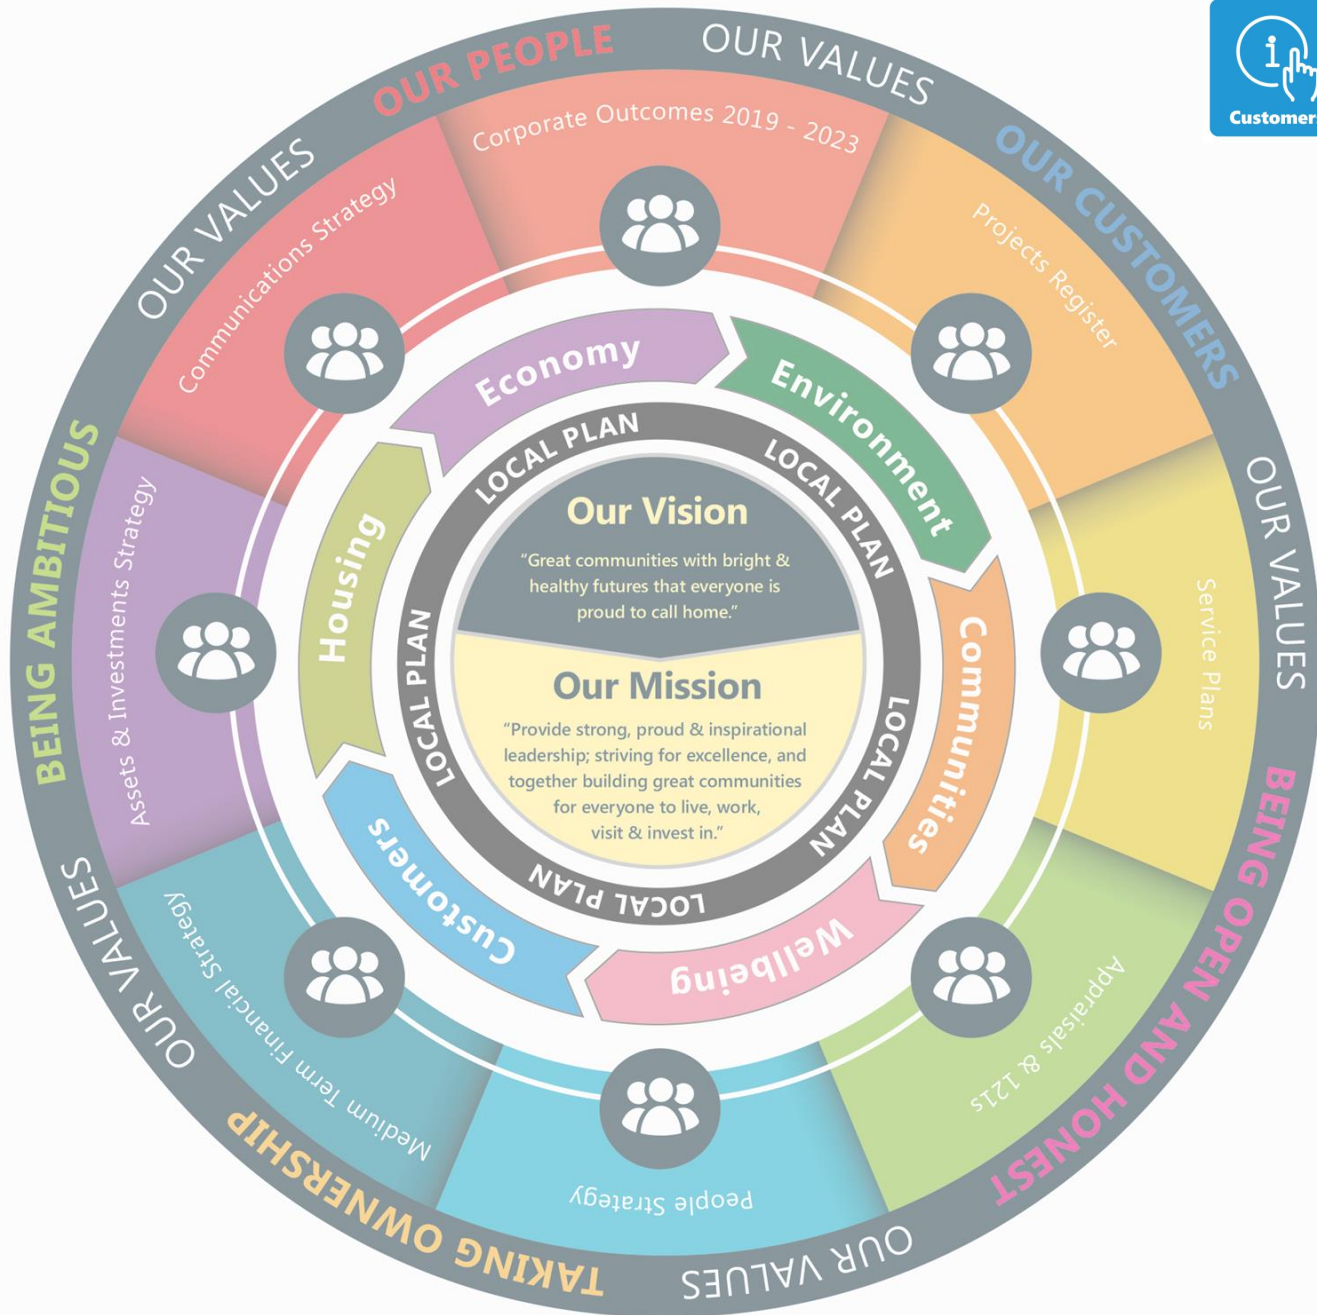 OUR PEOPLE
OUR VALUES
OUR CUSTOMERS
OUR VALUES
BEING OPEN AND HONEST
OUR VALUES
TAKING OWNERSHIP
OUR VALUES
BEING AMBITIOUS
OUR VALUES
Corporate Outcomes 2019 - 2023
Projects Register
Service Plans
Appraisals & 121s
People Strategy
Medium Term Financial Strategy
Assets & Investments Strategy
Communications Strategy
Economy
Environment
Communities
Wellbeing
Customers
Housing
LOCAL PLAN
LOCAL PLAN
LOCAL PLAN
LOCAL PLAN
LOCAL PLAN
Our Vision
“Great communities with bright &
healthy futures that everyone is
proud to call home.”
Our Mission
“Provide strong, proud & inspirational
leadership; striving for excellence, and
together building great communities
for everyone to live, work,
visit & invest in.”
i
Customer